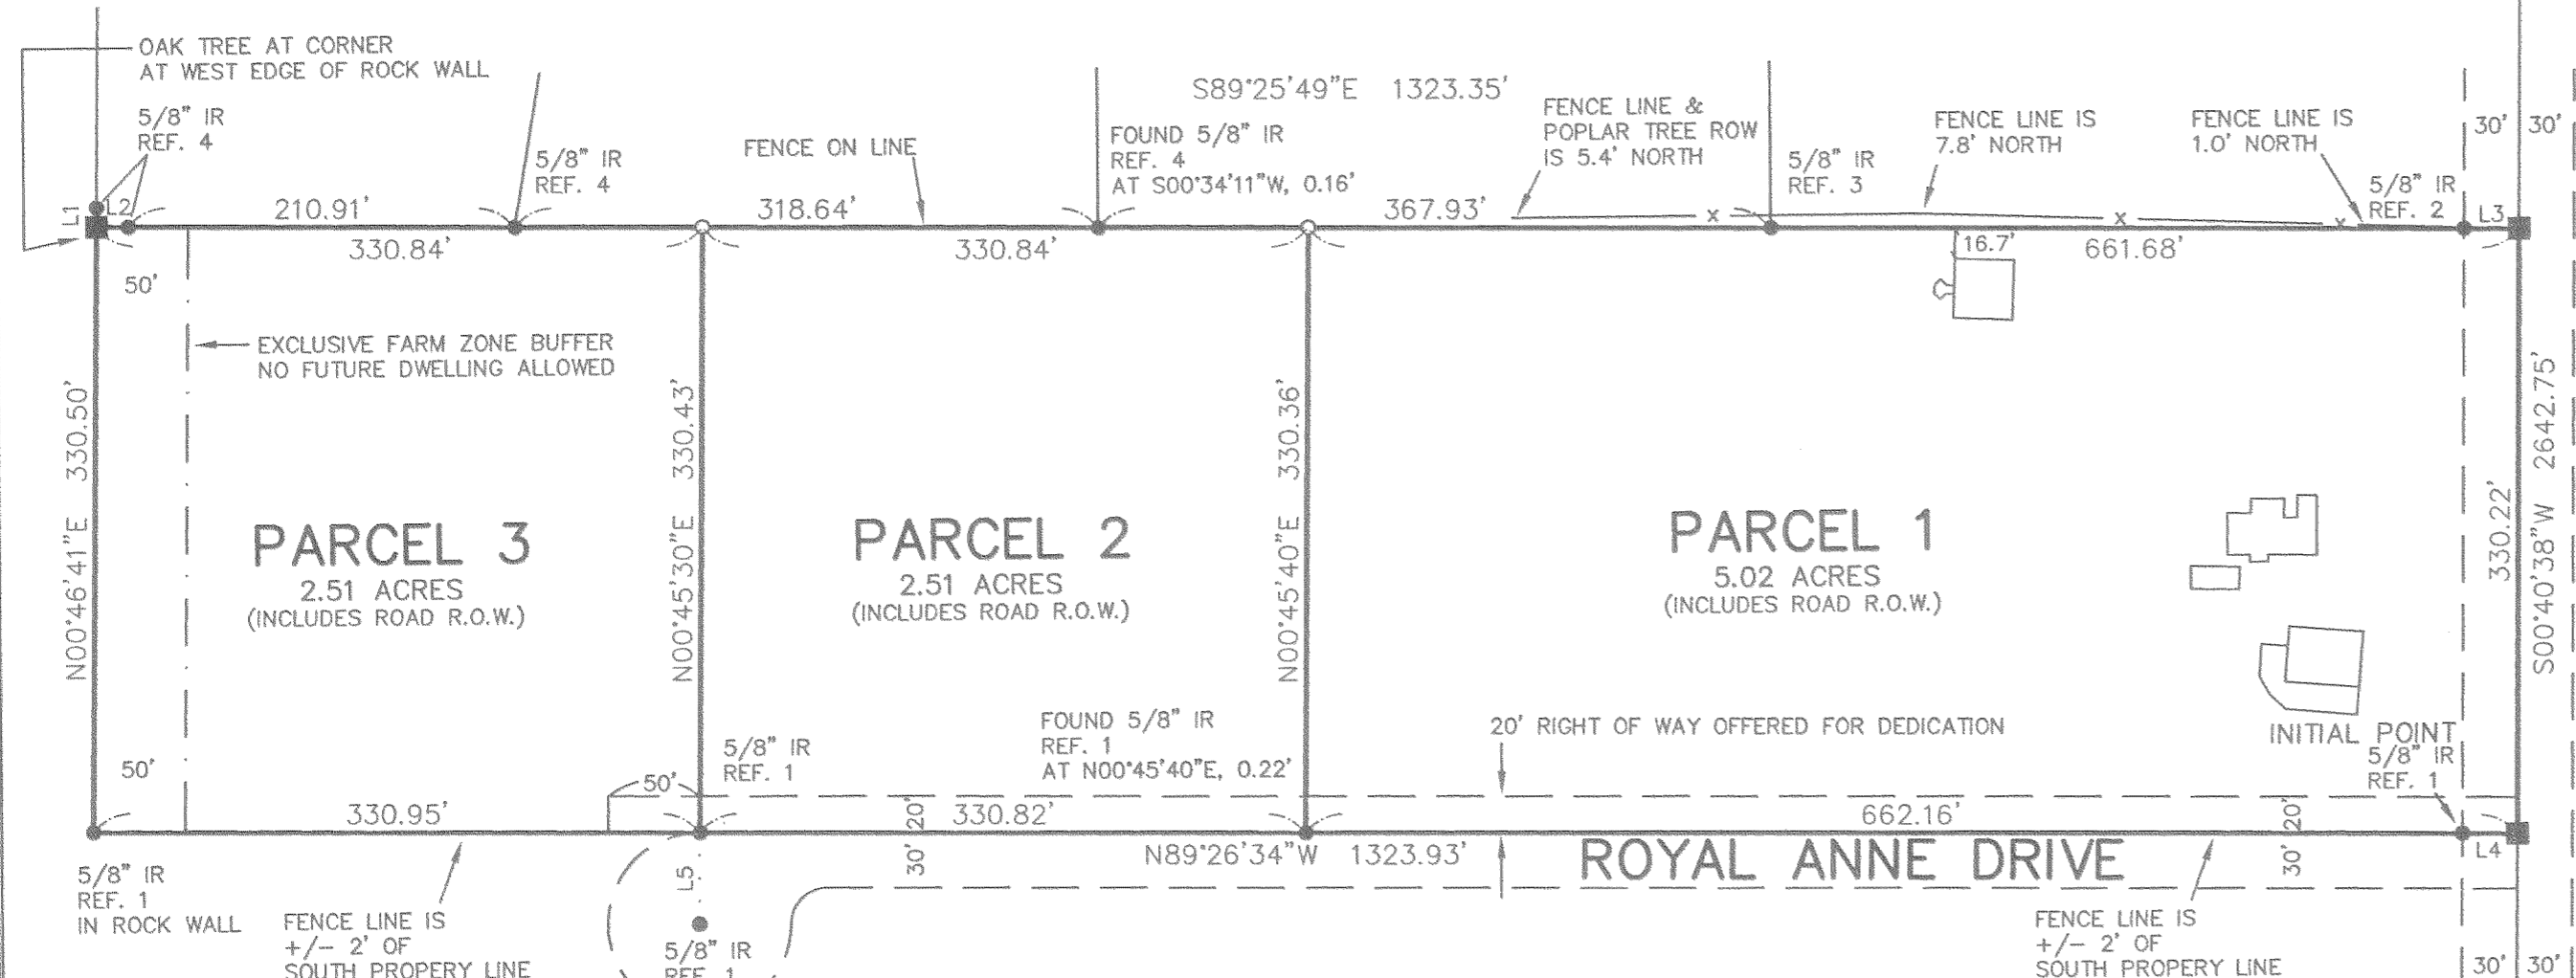 OAK TREE AT CORNER
AT WEST EDGE OF ROCK WALL
5/8" IR
REF. 4
5/8" IR
REF. 4
FENCE ON LINE
S89°25'49"E 1323.35'
FOUND 5/8" IR
REF. 4
AT S00°34'11"W, 0.16'
FENCE LINE &
POPLAR TREE ROW
IS 5.4' NORTH
5/8" IR
REF. 3
FENCE LINE IS
7.8' NORTH
FENCE LINE IS
1.0' NORTH
5/8" IR
REF. 2
30' 30'
L1
L2
210.91'
318.64'
367.93'
x
x
x
L3
330.84'
330.84'
16.7'
661.68'
50'
EXCLUSIVE FARM ZONE BUFFER
NO FUTURE DWELLING ALLOWED
N00°46'41"E 330.50'
N00°45'30"E 330.43'
N00°45'40"E 330.36'
330.22'
S00°40'38"W 2642.75'
PARCEL 3
2.51 ACRES
(INCLUDES ROAD R.O.W.)
PARCEL 2
2.51 ACRES
(INCLUDES ROAD R.O.W.)
PARCEL 1
5.02 ACRES
(INCLUDES ROAD R.O.W.)
50'
50'
5/8" IR
REF. 1
FOUND 5/8" IR
REF. 1
AT N00°45'40"E, 0.22'
20' RIGHT OF WAY OFFERED FOR DEDICATION
INITIAL POINT
5/8" IR
REF. 1
330.95'
20'
330.82'
662.16'
20'
N89°26'34"W 1323.93'
ROYAL ANNE DRIVE
L4
L5
30'
30'
5/8" IR
REF. 1
IN ROCK WALL
FENCE LINE IS
+/- 2' OF
SOUTH PROPERY LINE
5/8" IR
REF. 1
FENCE LINE IS
+/- 2' OF
SOUTH PROPERY LINE
30' 30'